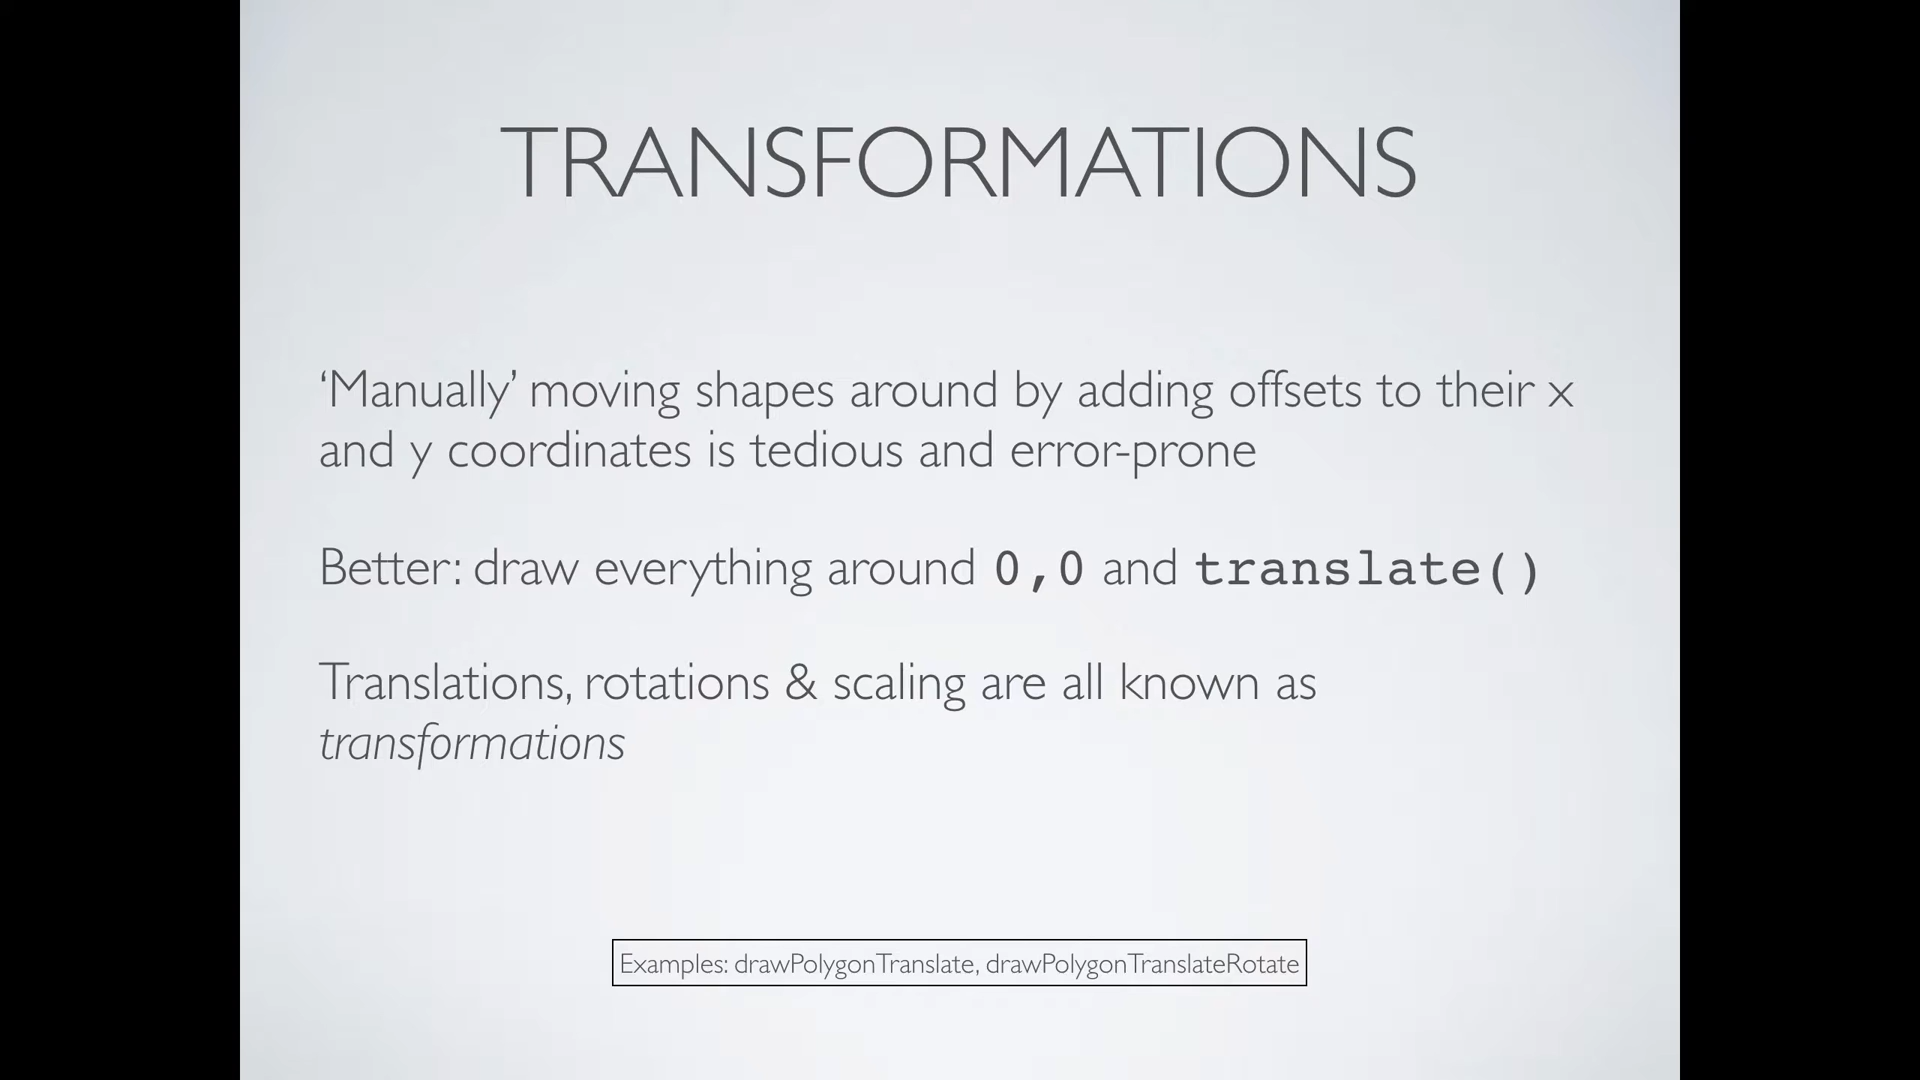 TRANSFORMATIONS
‘Manually’ moving shapes around by adding offsets to their x
and y coordinates is tedious and error-prone
Better: draw everything around 0,0 and translate()
Translations, rotations & scaling are all known as
transformations
Examples: drawPolygonTranslate, drawPolygonTranslateRotate